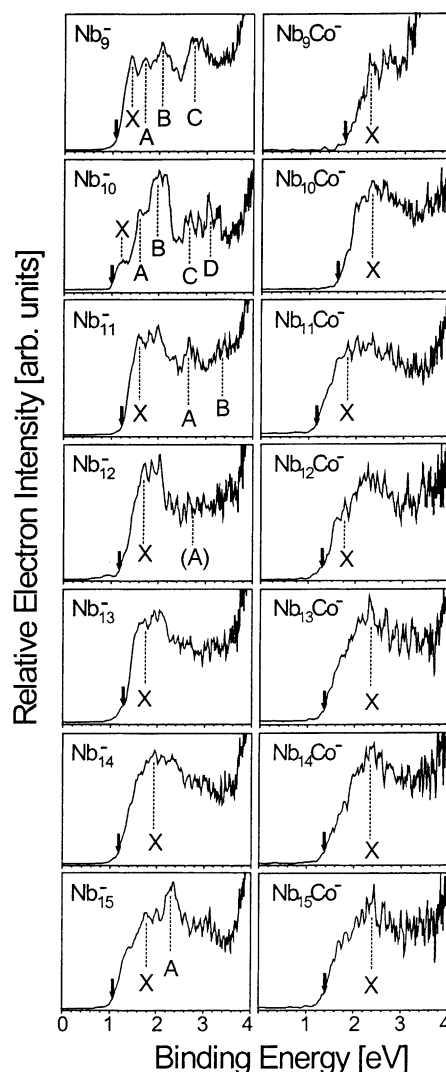 Relative Electron Intensity [arb. units]
Nb₉⁻
X A B C
Nb₉Co⁻
X
Nb₁₀⁻
X A B C D
Nb₁₀Co⁻
X
Nb₁₁⁻
X A B
Nb₁₁Co⁻
X
Nb₁₂⁻
X (A)
Nb₁₂Co⁻
X
Nb₁₃⁻
X
Nb₁₃Co⁻
X
Nb₁₄⁻
X
Nb₁₄Co⁻
X
Nb₁₅⁻
X A
Nb₁₅Co⁻
X
0 1 2 3 4 1 2 3 4
Binding Energy [eV]